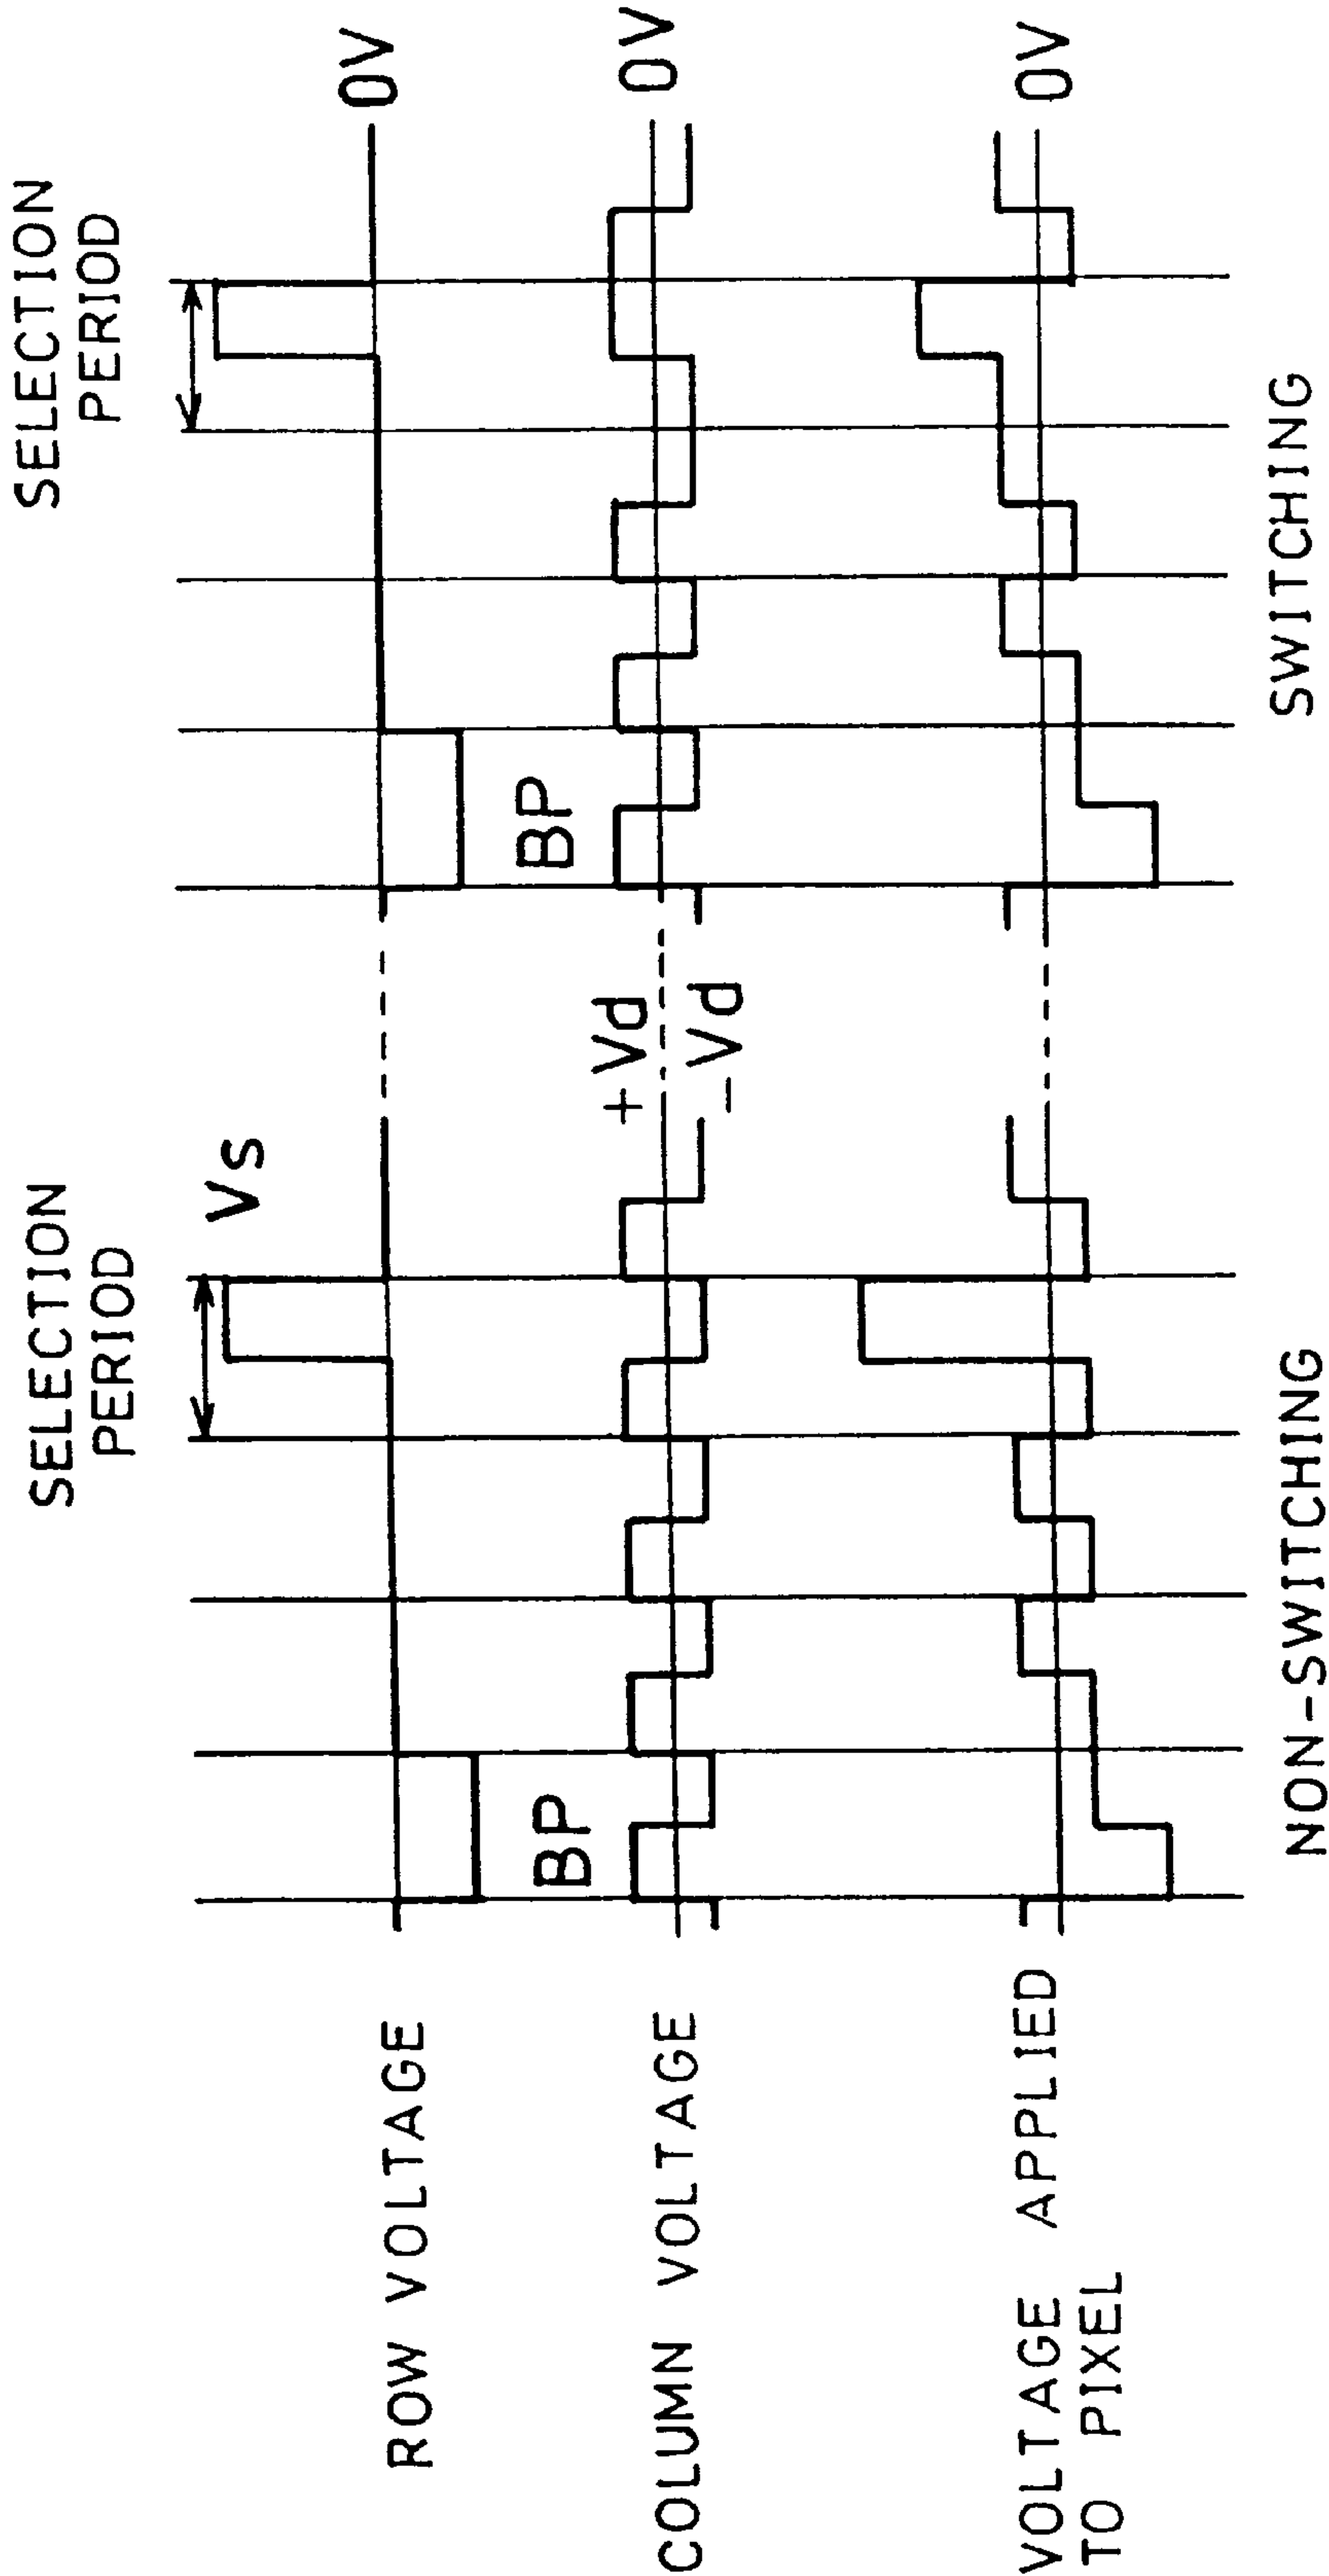 SELECTION
PERIOD
SELECTION
PERIOD
Vs
ROW VOLTAGE
0V
BP
BP
+Vd
COLUMN VOLTAGE
0V
-Vd
VOLTAGE APPLIED
TO PIXEL
0V
NON-SWITCHING
SWITCHING